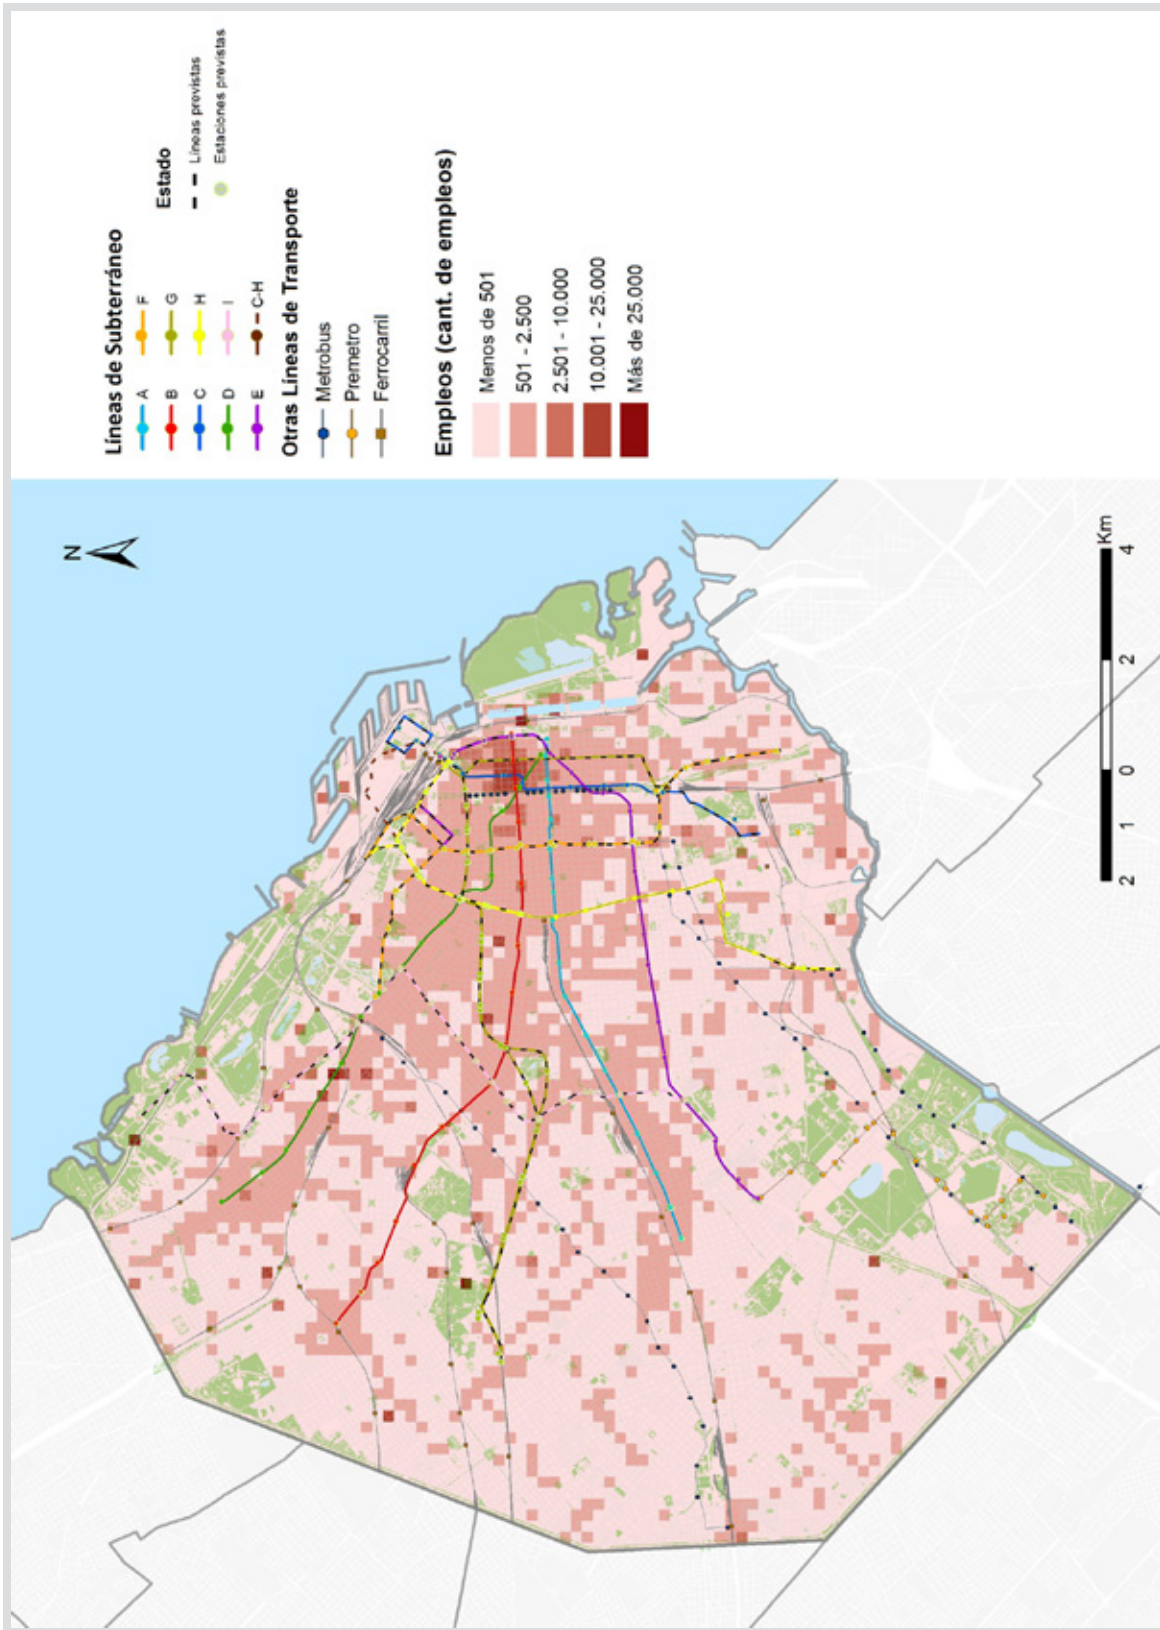 Líneas de Subterráneo
A
B
C
D
E
F
G
H
I
C-H
Estado
Líneas previstas
Estaciones previstas
Otras Líneas de Transporte
Metrobus
Premetro
Ferrocarril
Empleos (cant. de empleos)
Menos de 501
501 - 2.500
2.501 - 10.000
10.001 - 25.000
Más de 25.000
N
2 1 0 2 4
Km